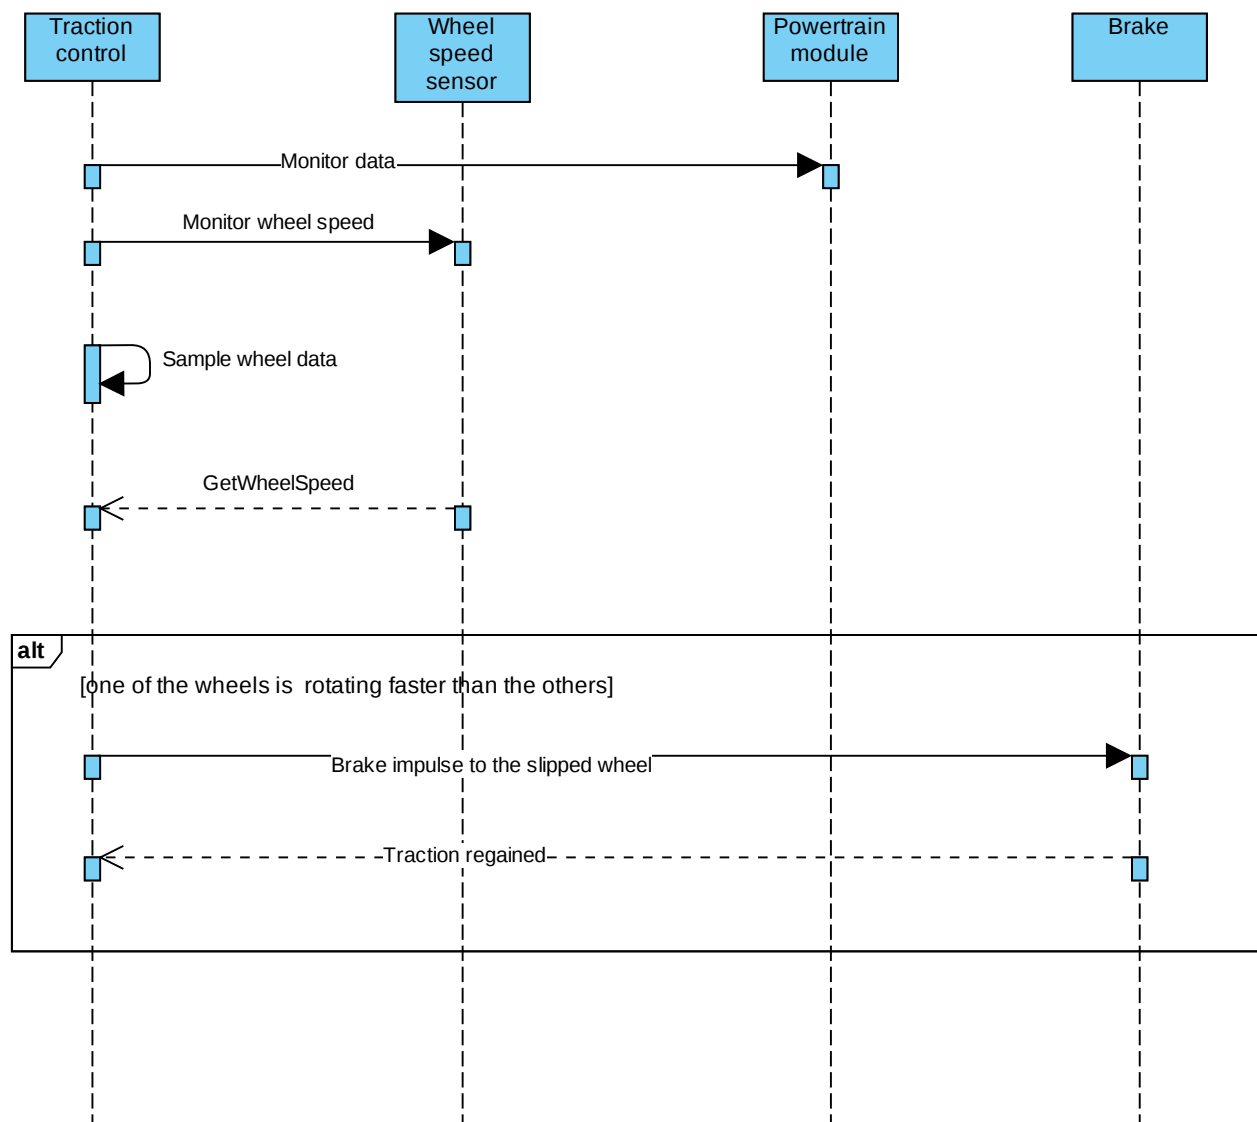 Traction
control
Wheel
speed
sensor
Powertrain
module
Brake
Monitor data
Monitor wheel speed
Sample wheel data
GetWheelSpeed
alt
[one of the wheels is  rotating faster than the others]
Brake impulse to the slipped wheel
Traction regained